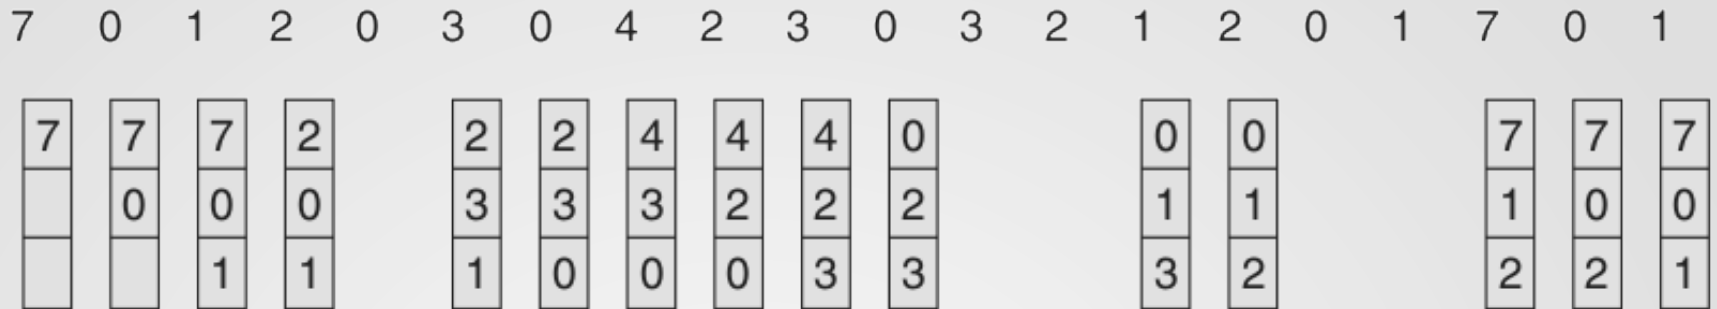 7 0 1 2 0 3 0 4 2 3 0 3 2 1 2 0 1 7 0 1
7 7 7 2 2 2 4 4 4 0 0 0 7 7 7
0 0 0 3 3 3 2 2 2 1 1 1 0 0
1 1 1 0 0 0 3 3 3 2 2 2 1